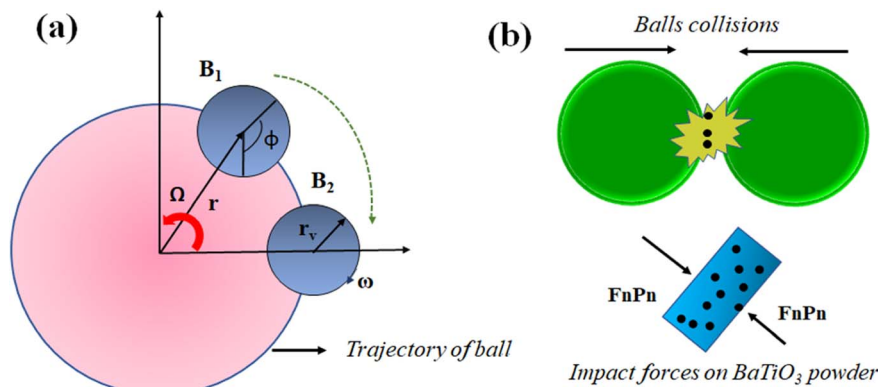 (a)
B1
ϕ
Ω
r
B2
rv
ω
Trajectory of ball
(b)
Balls collisions
FnPn
FnPn
Impact forces on BaTiO3 powder